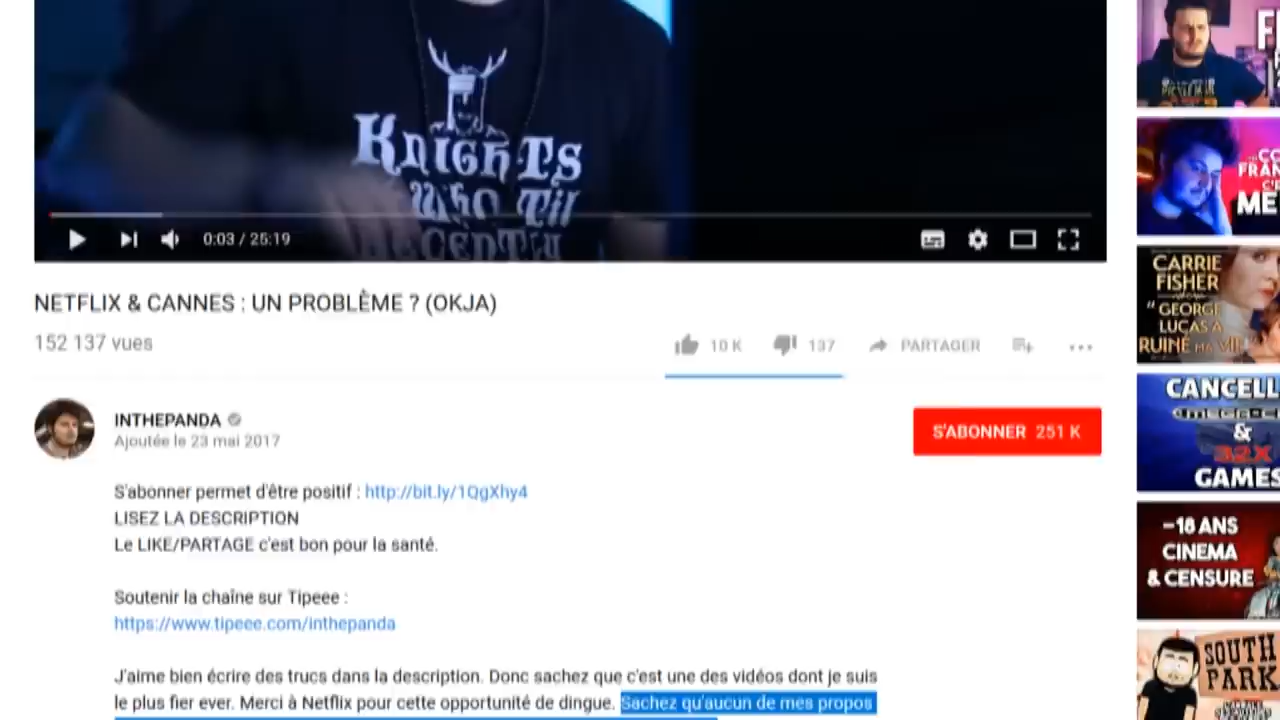 KNIGHTS
WHO TIL
0:03 / 25:19
NETFLIX & CANNES : UN PROBLÈME ? (OKJA)
152 137 vues
10 K
137
PARTAGER
INTHEPANDA
Ajoutée le 23 mai 2017
S'ABONNER 251 K
S'abonner permet d'être positif : http://bit.ly/1QgXhy4
LISEZ LA DESCRIPTION
Le LIKE/PARTAGE c'est bon pour la santé.
Soutenir la chaîne sur Tipeee :
https://www.tipeee.com/inthepanda
J'aime bien écrire des trucs dans la description. Donc sachez que c'est une des vidéos dont je suis
le plus fier ever. Merci à Netflix pour cette opportunité de dingue. Sachez qu'aucun de mes propos
FRAN
C'E
ME
CARRIE
FISHER
"GEORGE
LUCAS A
RUINÉ MA VIE
CANCELL
&
32X
GAMES
-18 ANS
CINEMA
& CENSURE
SOUTH
PARK